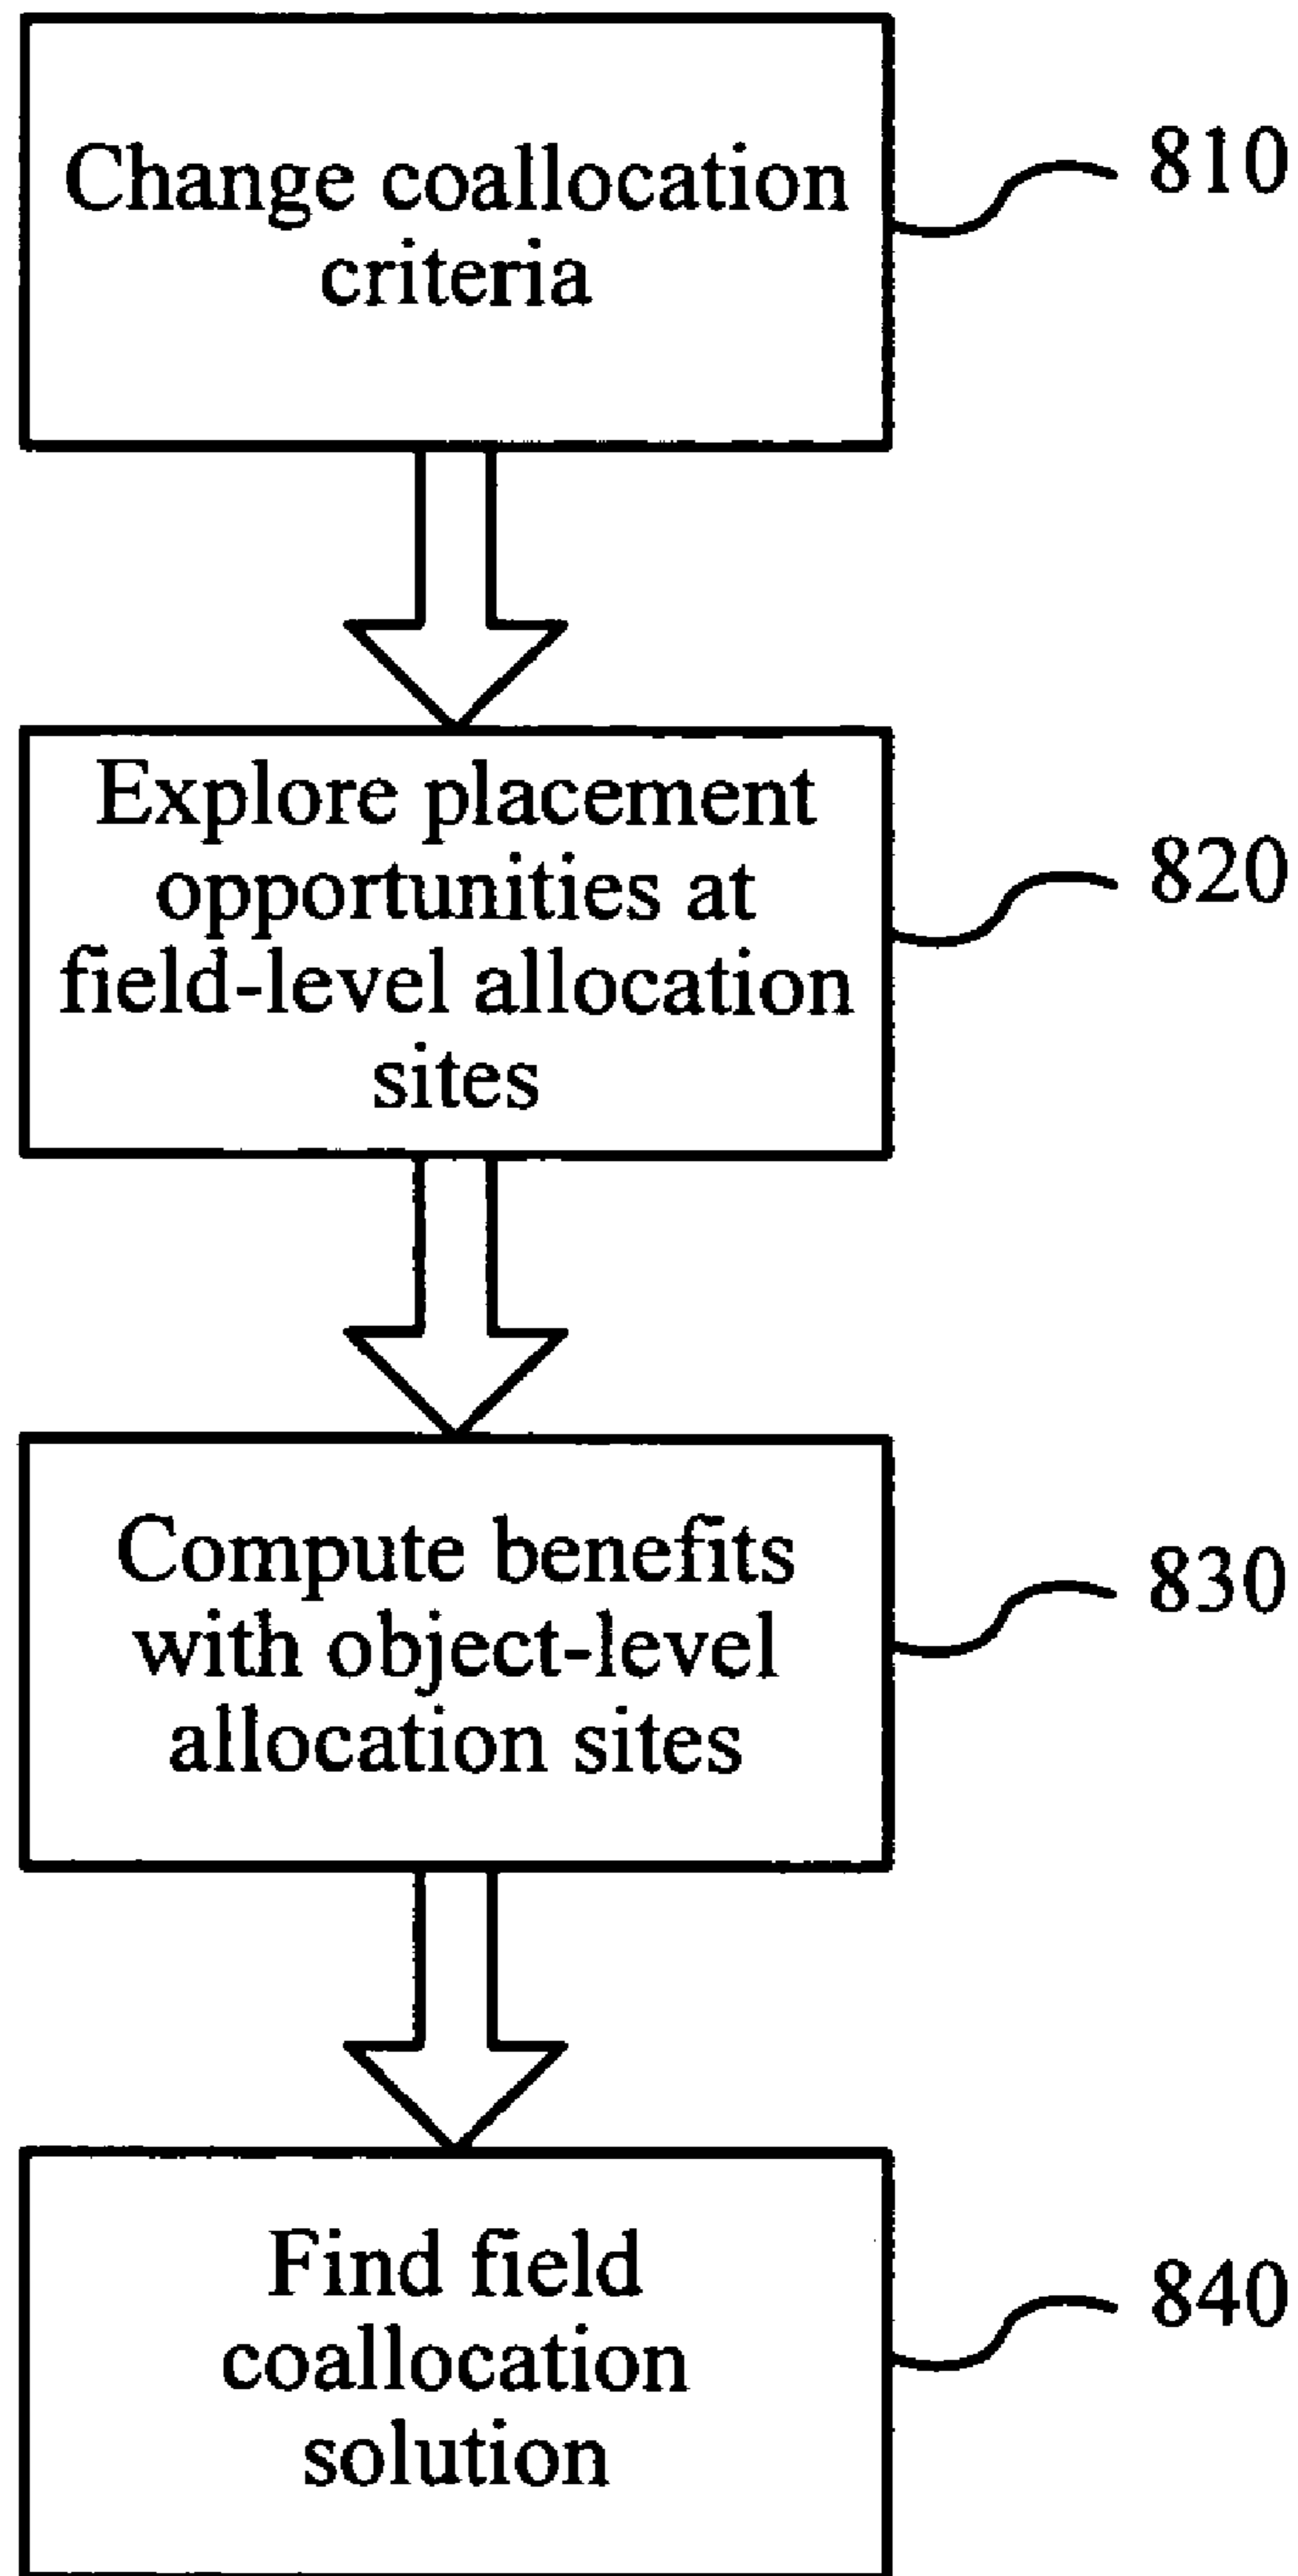 Change coallocation
criteria
810
Explore placement
opportunities at
field-level allocation
sites
820
Compute benefits
with object-level
allocation sites
830
Find field
coallocation
solution
840